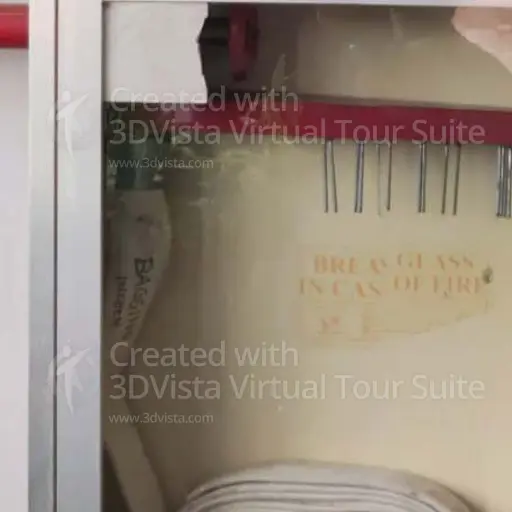 Created with
3DVista Virtual Tour Suite
www.3dvista.com
BREAK GLASS
IN CASE OF FIRE
Created with
3DVista Virtual Tour Suite
www.3dvista.com